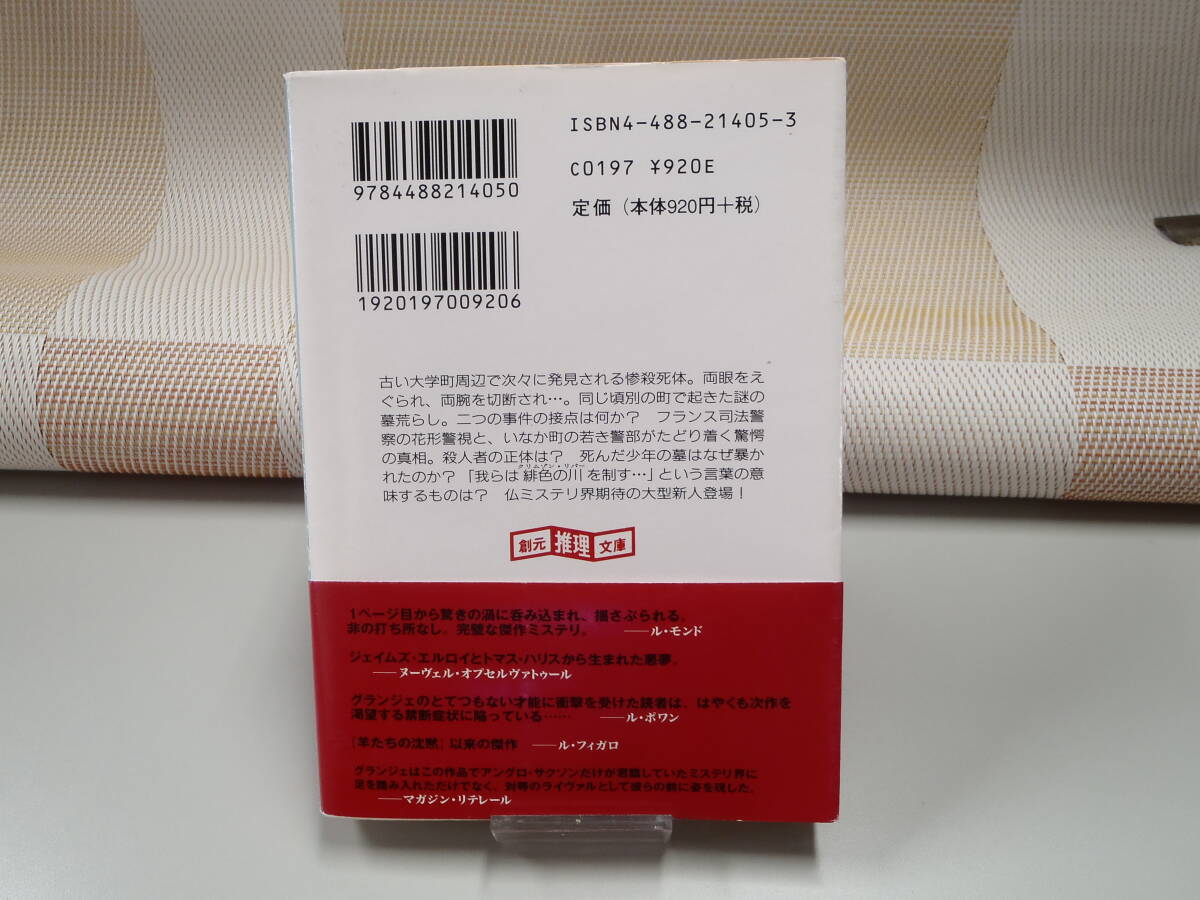 ISBN4-488-21405-3
9784488214050
C0197 ¥920E
定価(本体920円+税)
1920197009206
古い大学町周辺で次々に発見される惨殺死体。両眼をえ
ぐられ、両腕を切断され…。同じ頃別の町で起きた謎の
墓荒らし。二つの事件の接点は何か? フランス司法警
察の花形警視と、いなか町の若き警部がたどり着く驚愕
の真相。殺人者の正体は? 死んだ少年の墓はなぜ暴か
クリムゾン・リバー
れたのか?「我らは緋色の川を制す…」という言葉の意
味するものは? 仏ミステリ界期待の大型新人登場!
創元推理文庫
1ページ目から驚きの渦に呑み込まれ、揺さぶられる。
非の打ち所なし。完璧な傑作ミステリ。 ――ル・モンド
ジェイムズ・エルロイとトマス・ハリスから生まれた悪夢。
――ヌーヴェル・オプセルヴァトゥール
グランジェのとてつもない才能に衝撃を受けた読者は、はやくも次作を
渇望する禁断症状に陥っている…… ――ル・ポワン
『羊たちの沈黙』以来の傑作 ――ル・フィガロ
グランジェはこの作品でアングロ・サクソンだけが君臨していたミステリ界に
足を踏み入れただけでなく、対等のライヴァルとして彼らの前に姿を現した。
――マガジン・リテレール